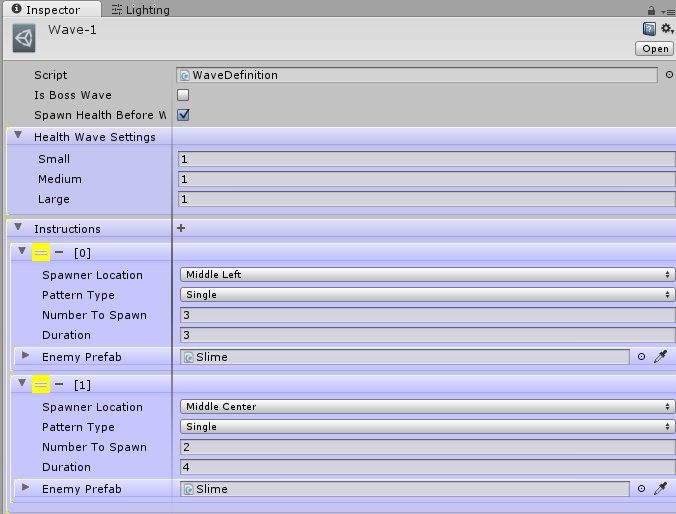 Inspector Lighting
Wave-1
Open
Script WaveDefinition
Is Boss Wave
Spawn Health Before W
Health Wave Settings
Small 1
Medium 1
Large 1
Instructions +
[0]
Spawner Location Middle Left
Pattern Type Single
Number To Spawn 3
Duration 3
Enemy Prefab Slime
[1]
Spawner Location Middle Center
Pattern Type Single
Number To Spawn 2
Duration 4
Enemy Prefab Slime